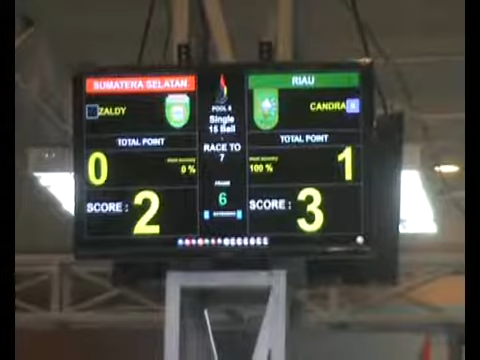 SUMATERA SELATAN
ZALDY
TOTAL POINT
0
0 %
SCORE :
2
POOL 4
Single
15 Ball
RACE TO
7
FRAME
6
RIAU
CANDRA
TOTAL POINT
100 %
1
SCORE :
3